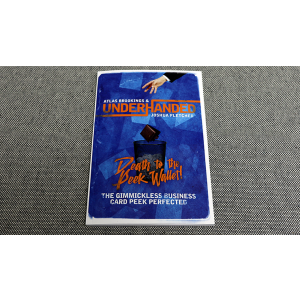 ATLAS BROOKINGS &
UNDERHANDED
JOSHUA FLETCHER
Death to the
Peek Wallet!
THE GIMMICKLESS BUSINESS
CARD PEEK PERFECTED